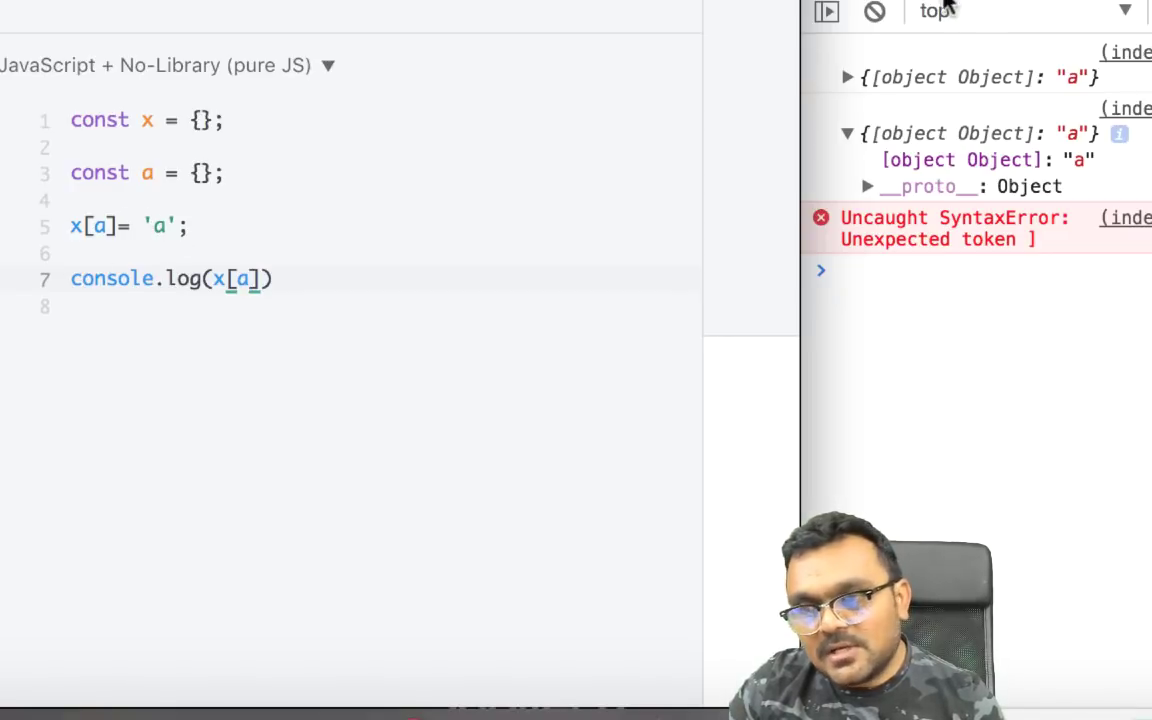 top
JavaScript + No-Library (pure JS) ▼
1 const x = {};
2
3 const a = {};
4
5 x[a]= 'a';
6
7 console.log(x[a])
8
(inde
▶ {[object Object]: "a"}
(inde
▼ {[object Object]: "a"} i
[object Object]: "a"
▶ __proto__: Object
Uncaught SyntaxError: (inde
Unexpected token ]